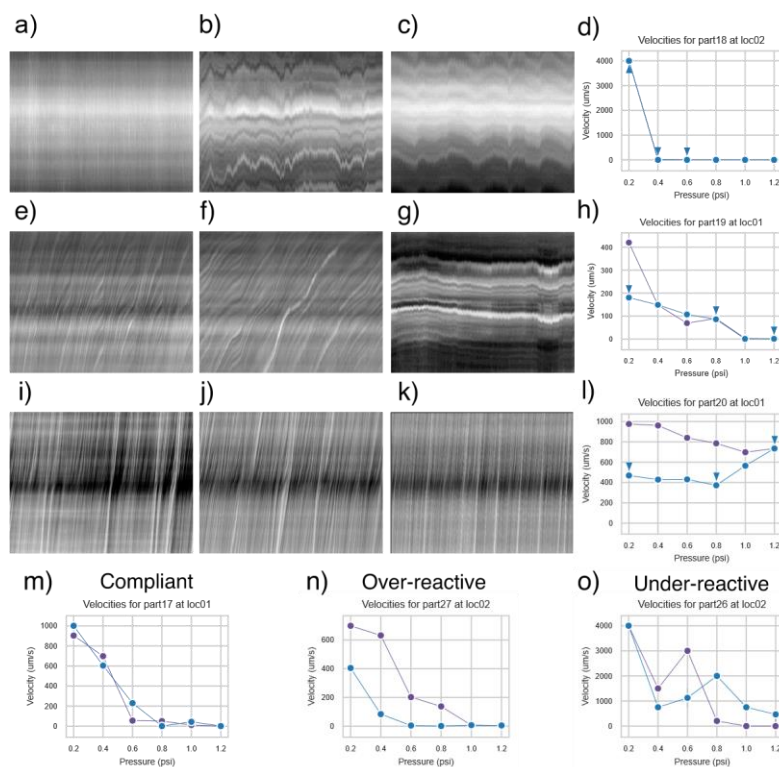 a)
b)
c)
d)
Velocities for part18 at loc02
Velocity (um/s)
4000
3000
2000
1000
0
0.2 0.4 0.6 0.8 1.0 1.2
Pressure (psi)
e)
f)
g)
h)
Velocities for part19 at loc01
Velocity (um/s)
400
300
200
100
0
0.2 0.4 0.6 0.8 1.0 1.2
Pressure (psi)
i)
j)
k)
l)
Velocities for part20 at loc01
Velocity (um/s)
1000
800
600
400
200
0
0.2 0.4 0.6 0.8 1.0 1.2
Pressure (psi)
m) Compliant
Velocities for part17 at loc01
Velocity (um/s)
1000
800
600
400
200
0
0.2 0.4 0.6 0.8 1.0 1.2
Pressure (psi)
n) Over-reactive
Velocities for part27 at loc02
Velocity (um/s)
600
400
200
0
0.2 0.4 0.6 0.8 1.0 1.2
Pressure (psi)
o) Under-reactive
Velocities for part26 at loc02
Velocity (um/s)
4000
3000
2000
1000
0
0.2 0.4 0.6 0.8 1.0 1.2
Pressure (psi)